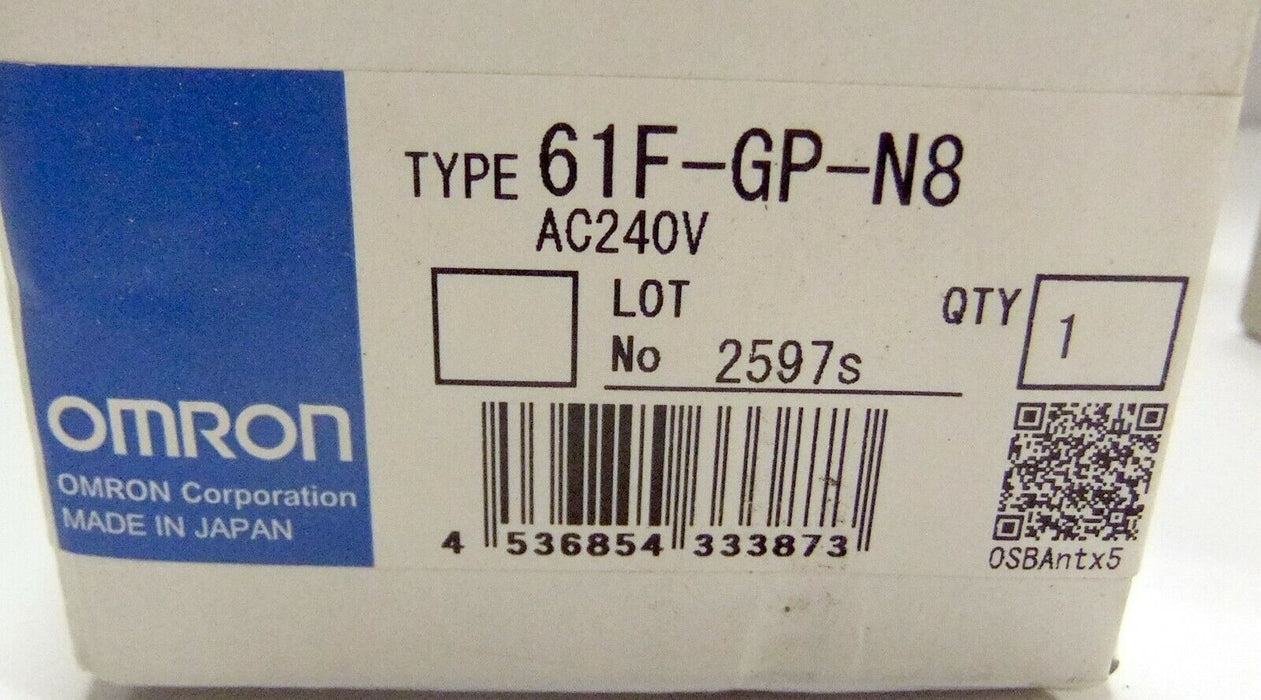 TYPE 61F-GP-N8
AC240V
LOT
No 2597s
QTY 1
OMRON
OMRON Corporation
MADE IN JAPAN
4 536854 333873
OSBAntx5